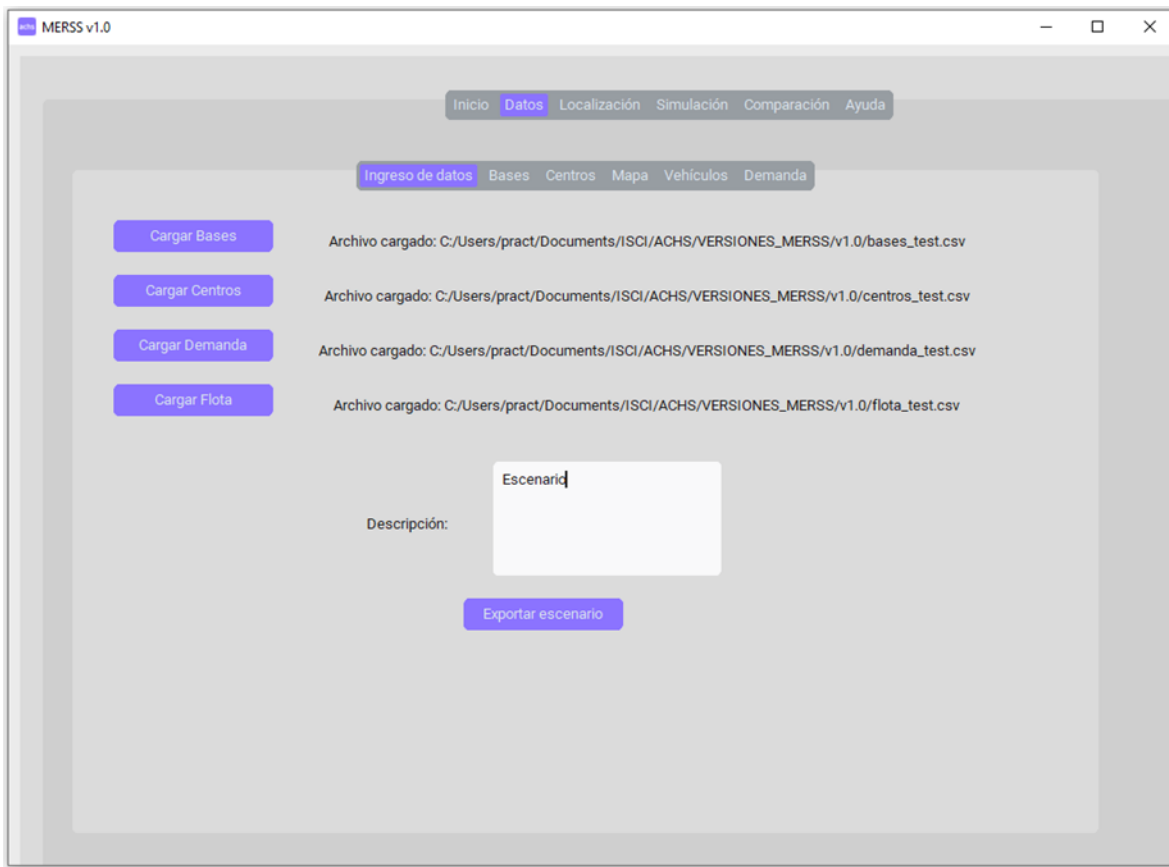 achs MERSS v1.0
Inicio Datos Localización Simulación Comparación Ayuda
Ingreso de datos Bases Centros Mapa Vehículos Demanda
Cargar Bases Archivo cargado: C:/Users/pract/Documents/ISCI/ACHS/VERSIONES_MERSS/v1.0/bases_test.csv
Cargar Centros Archivo cargado: C:/Users/pract/Documents/ISCI/ACHS/VERSIONES_MERSS/v1.0/centros_test.csv
Cargar Demanda Archivo cargado: C:/Users/pract/Documents/ISCI/ACHS/VERSIONES_MERSS/v1.0/demanda_test.csv
Cargar Flota Archivo cargado: C:/Users/pract/Documents/ISCI/ACHS/VERSIONES_MERSS/v1.0/flota_test.csv
Escenario
Descripción:
Exportar escenario